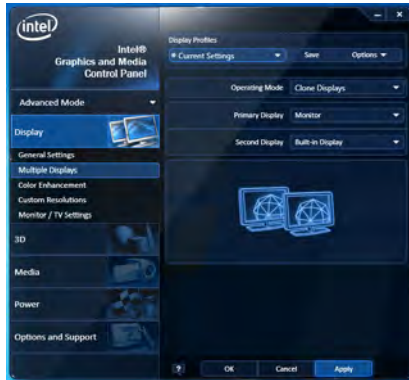 intel
Intel®
Graphics and Media
Control Panel
Advanced Mode
Display
General Settings
Multiple Displays
Color Enhancement
Custom Resolutions
Monitor / TV Settings
3D
Media
Power
Options and Support
Display Profiles
* Current Settings
Save
Options
Operating Mode
Clone Displays
Primary Display
Monitor
Second Display
Built-in Display
?
OK
Cancel
Apply